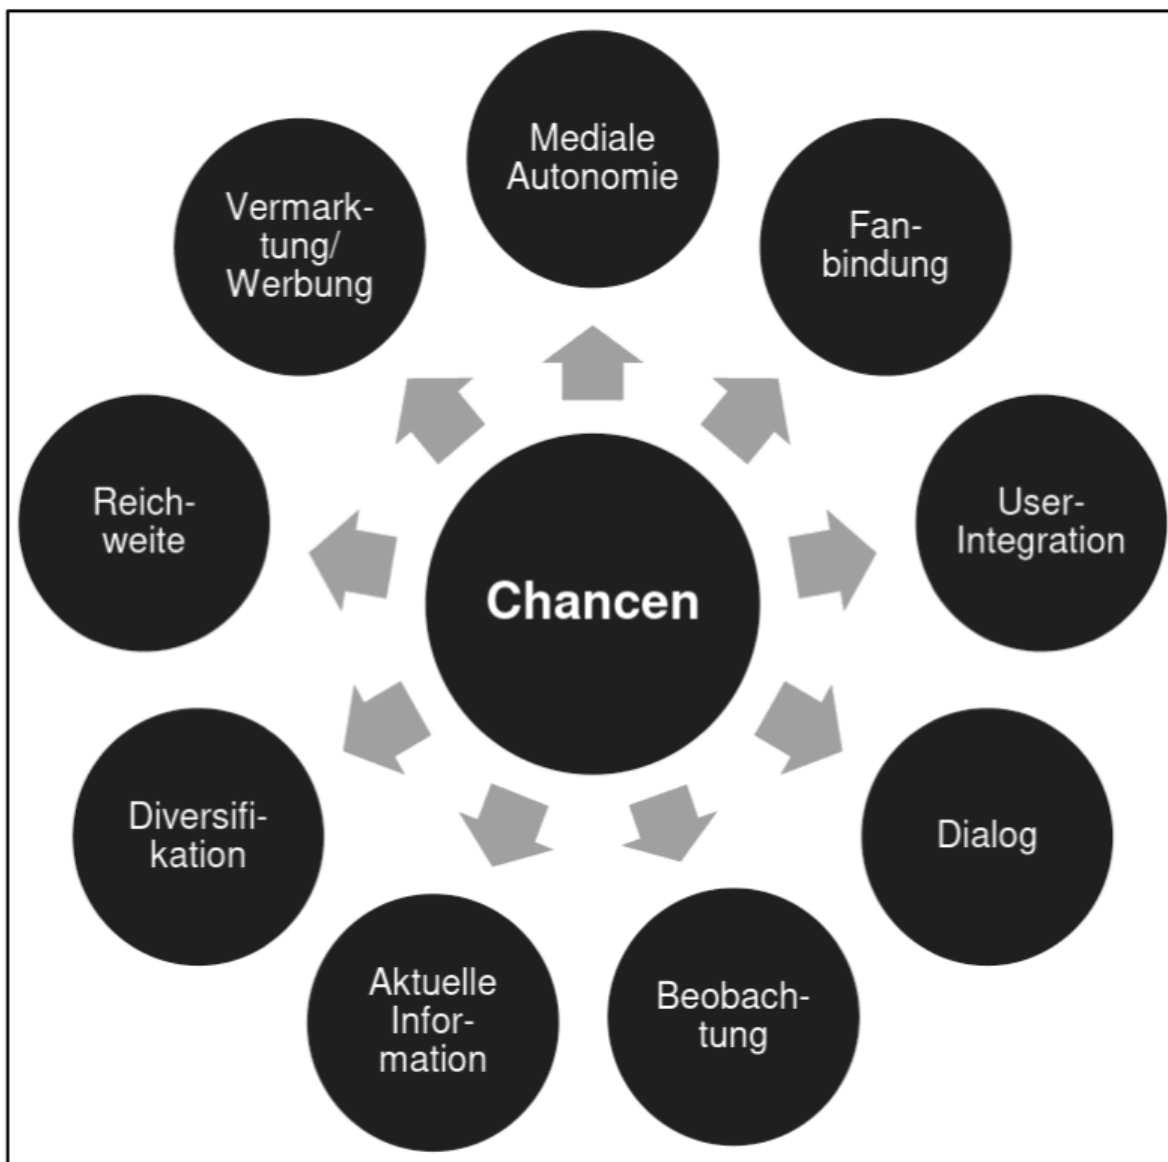 Mediale
Autonomie
Fan-
bindung
User-
Integration
Dialog
Beobach-
tung
Aktuelle
Infor-
mation
Diversifi-
kation
Reich-
weite
Vermark-
tung/
Werbung
Chancen